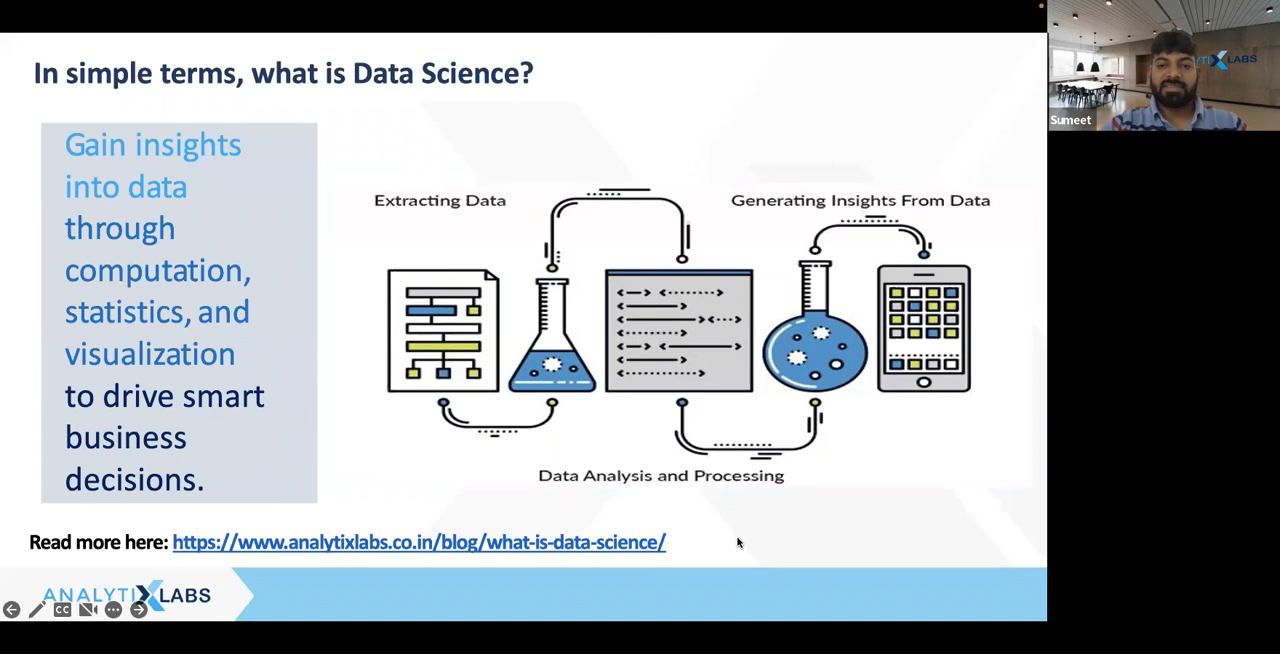 In simple terms, what is Data Science?
Gain insights
into data
through
computation,
statistics, and
visualization
to drive smart
business
decisions.
Extracting Data
Generating Insights From Data
Data Analysis and Processing
Read more here: https://www.analytixlabs.co.in/blog/what-is-data-science/
ANALYTIXLABS
CC
YTIXLABS
Sumeet